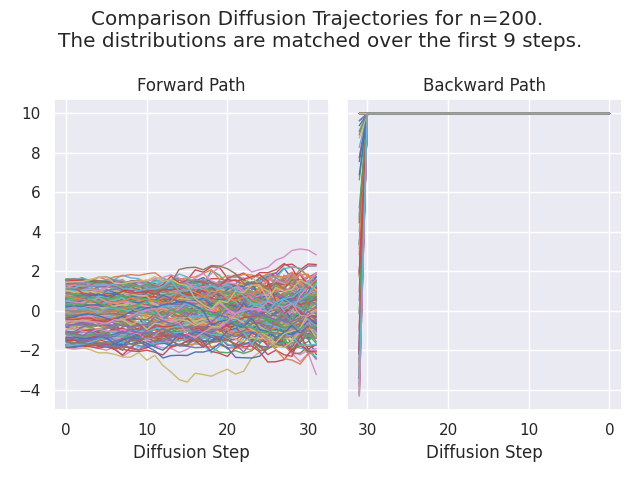 Comparison Diffusion Trajectories for n=200.
The distributions are matched over the first 9 steps.
Forward Path
Backward Path
10
8
6
4
2
0
−2
−4
0
10
20
30
30
20
10
0
Diffusion Step
Diffusion Step